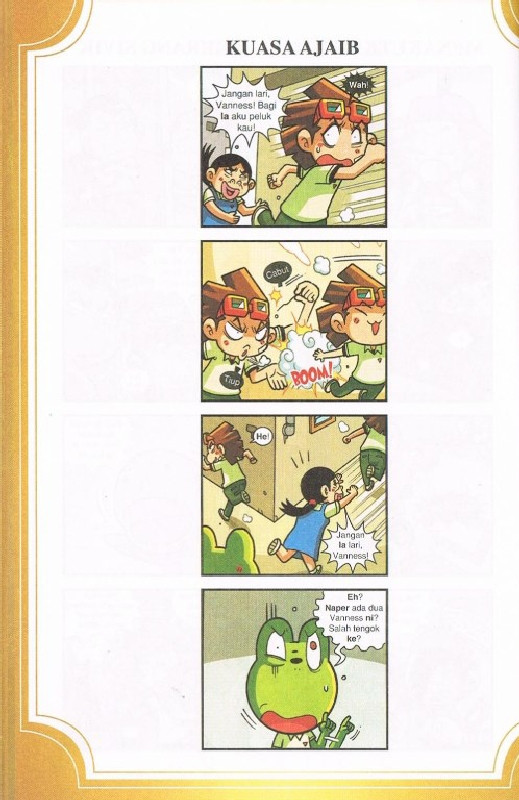 KUASA AJAIB
Jangan lari,
Vanness! Bagi
la aku peluk
kau!
Wah!
Cabut
Tiup
BOOM!
He!
Jangan
la lari,
Vanness!
Eh?
Naper ada dua
Vanness nii?
Salah tengok
ke?